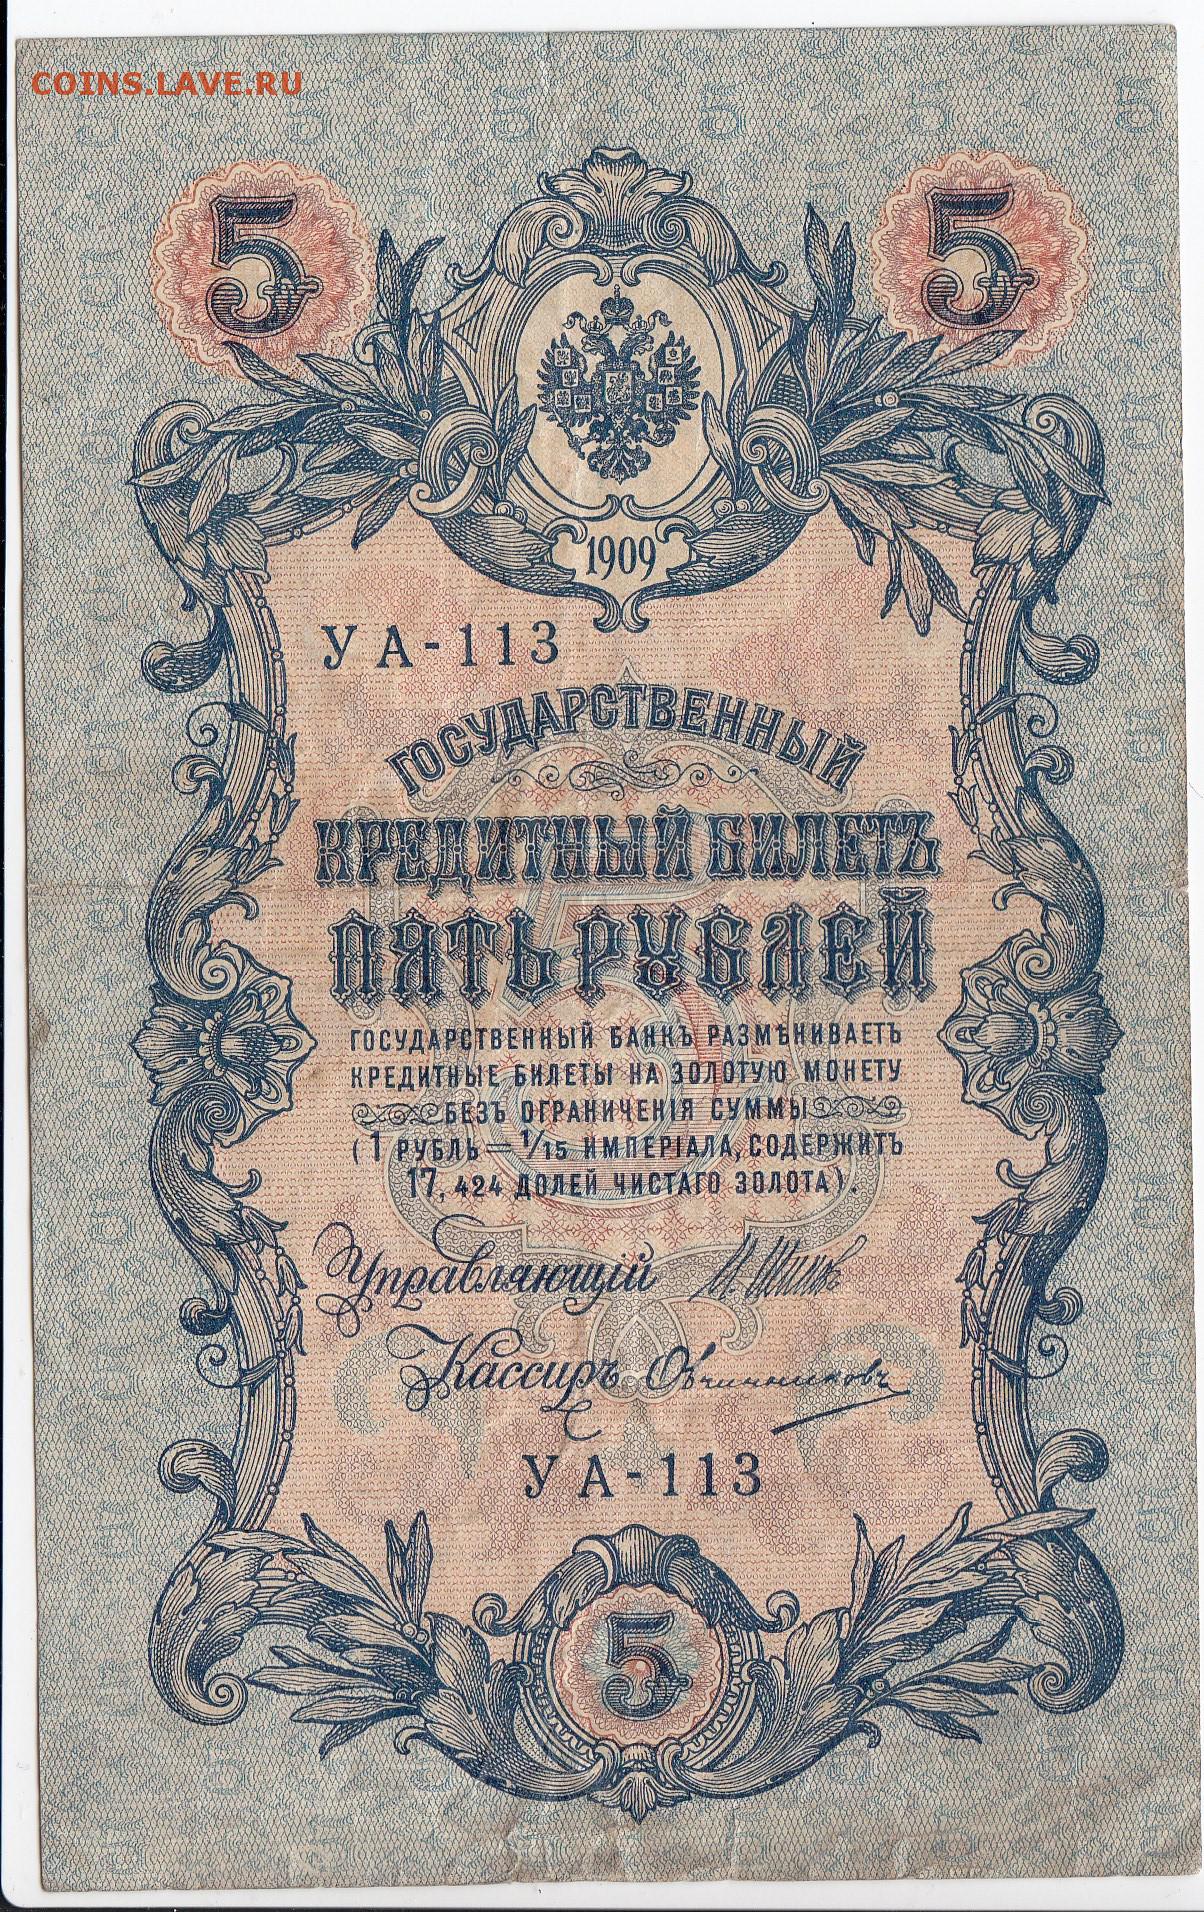 COINS.LAVE.RU
5 5
1909
УА-113
ГОСУДАРСТВЕННЫЙ
КРЕДИТНЫЙ БИЛЕТЪ
ПЯТЬ РУБЛЕЙ
ГОСУДАРСТВЕННЫЙ БАНКЪ РАЗМѢНИВАЕТЪ
КРЕДИТНЫЕ БИЛЕТЫ НА ЗОЛОТУЮ МОНЕТУ
БЕЗЪ ОГРАНИЧЕНІЯ СУММЫ
(1 РУБЛЬ = 1/15 ИМПЕРІАЛА, СОДЕРЖИТЪ
17,424 ДОЛЕЙ ЧИСТАГО ЗОЛОТА).
Управляющій И. Шиповъ
Кассиръ Овчинниковъ
УА-113
5